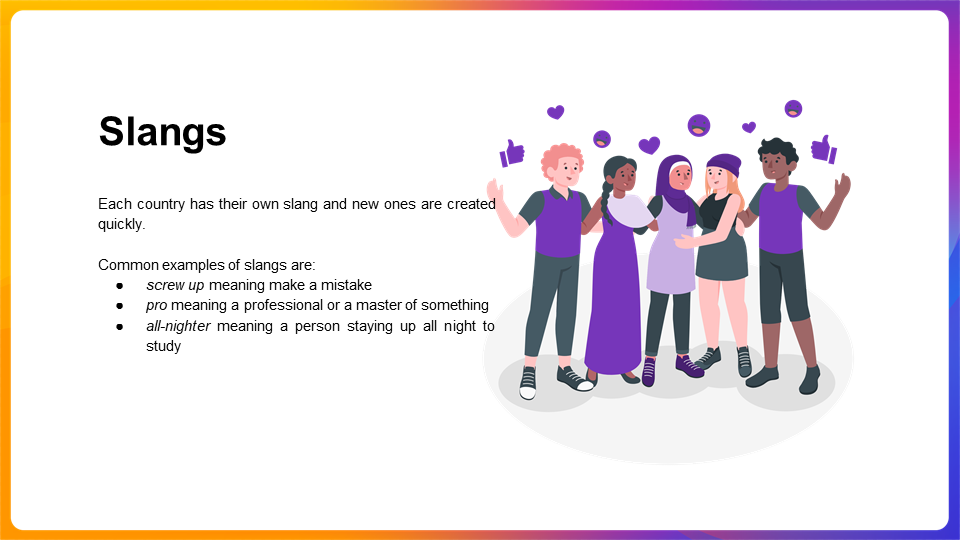 Slangs
Each country has their own slang and new ones are created
quickly.
Common examples of slangs are:
● screw up meaning make a mistake
● pro meaning a professional or a master of something
● all-nighter meaning a person staying up all night to
study